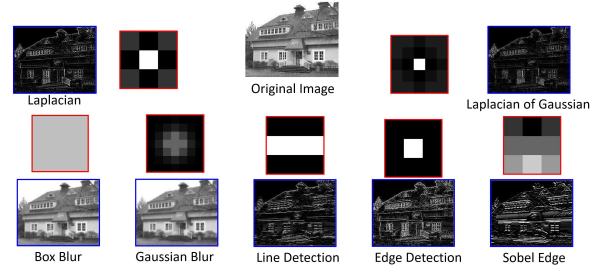 Laplacian
Original Image
Laplacian of Gaussian
Box Blur
Gaussian Blur
Line Detection
Edge Detection
Sobel Edge